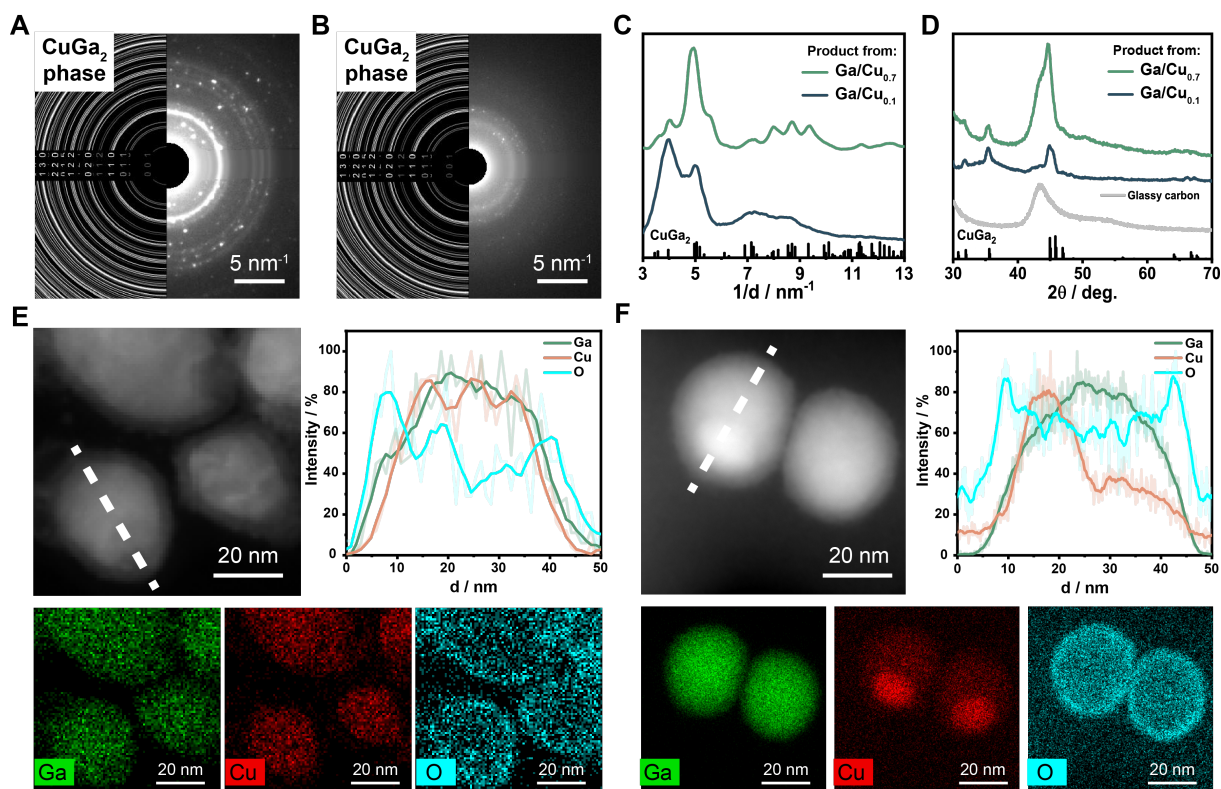 A
CuGa2
phase
5 nm-1
B
CuGa2
phase
5 nm-1
C
Product from:
Ga/Cu0.7
Ga/Cu0.1
CuGa2
3 5 7 9 11 13
1/d / nm-1
D
Product from:
Ga/Cu0.7
Ga/Cu0.1
Glassy carbon
CuGa2
30 40 50 60 70
2θ / deg.
E
20 nm
100
80
60
40
20
0
Intensity / %
Ga
Cu
O
0 10 20 30 40 50
d / nm
Ga
20 nm
Cu
20 nm
O
20 nm
F
20 nm
100
80
60
40
20
0
Intensity / %
Ga
Cu
O
0 10 20 30 40 50
d / nm
Ga
20 nm
Cu
20 nm
O
20 nm